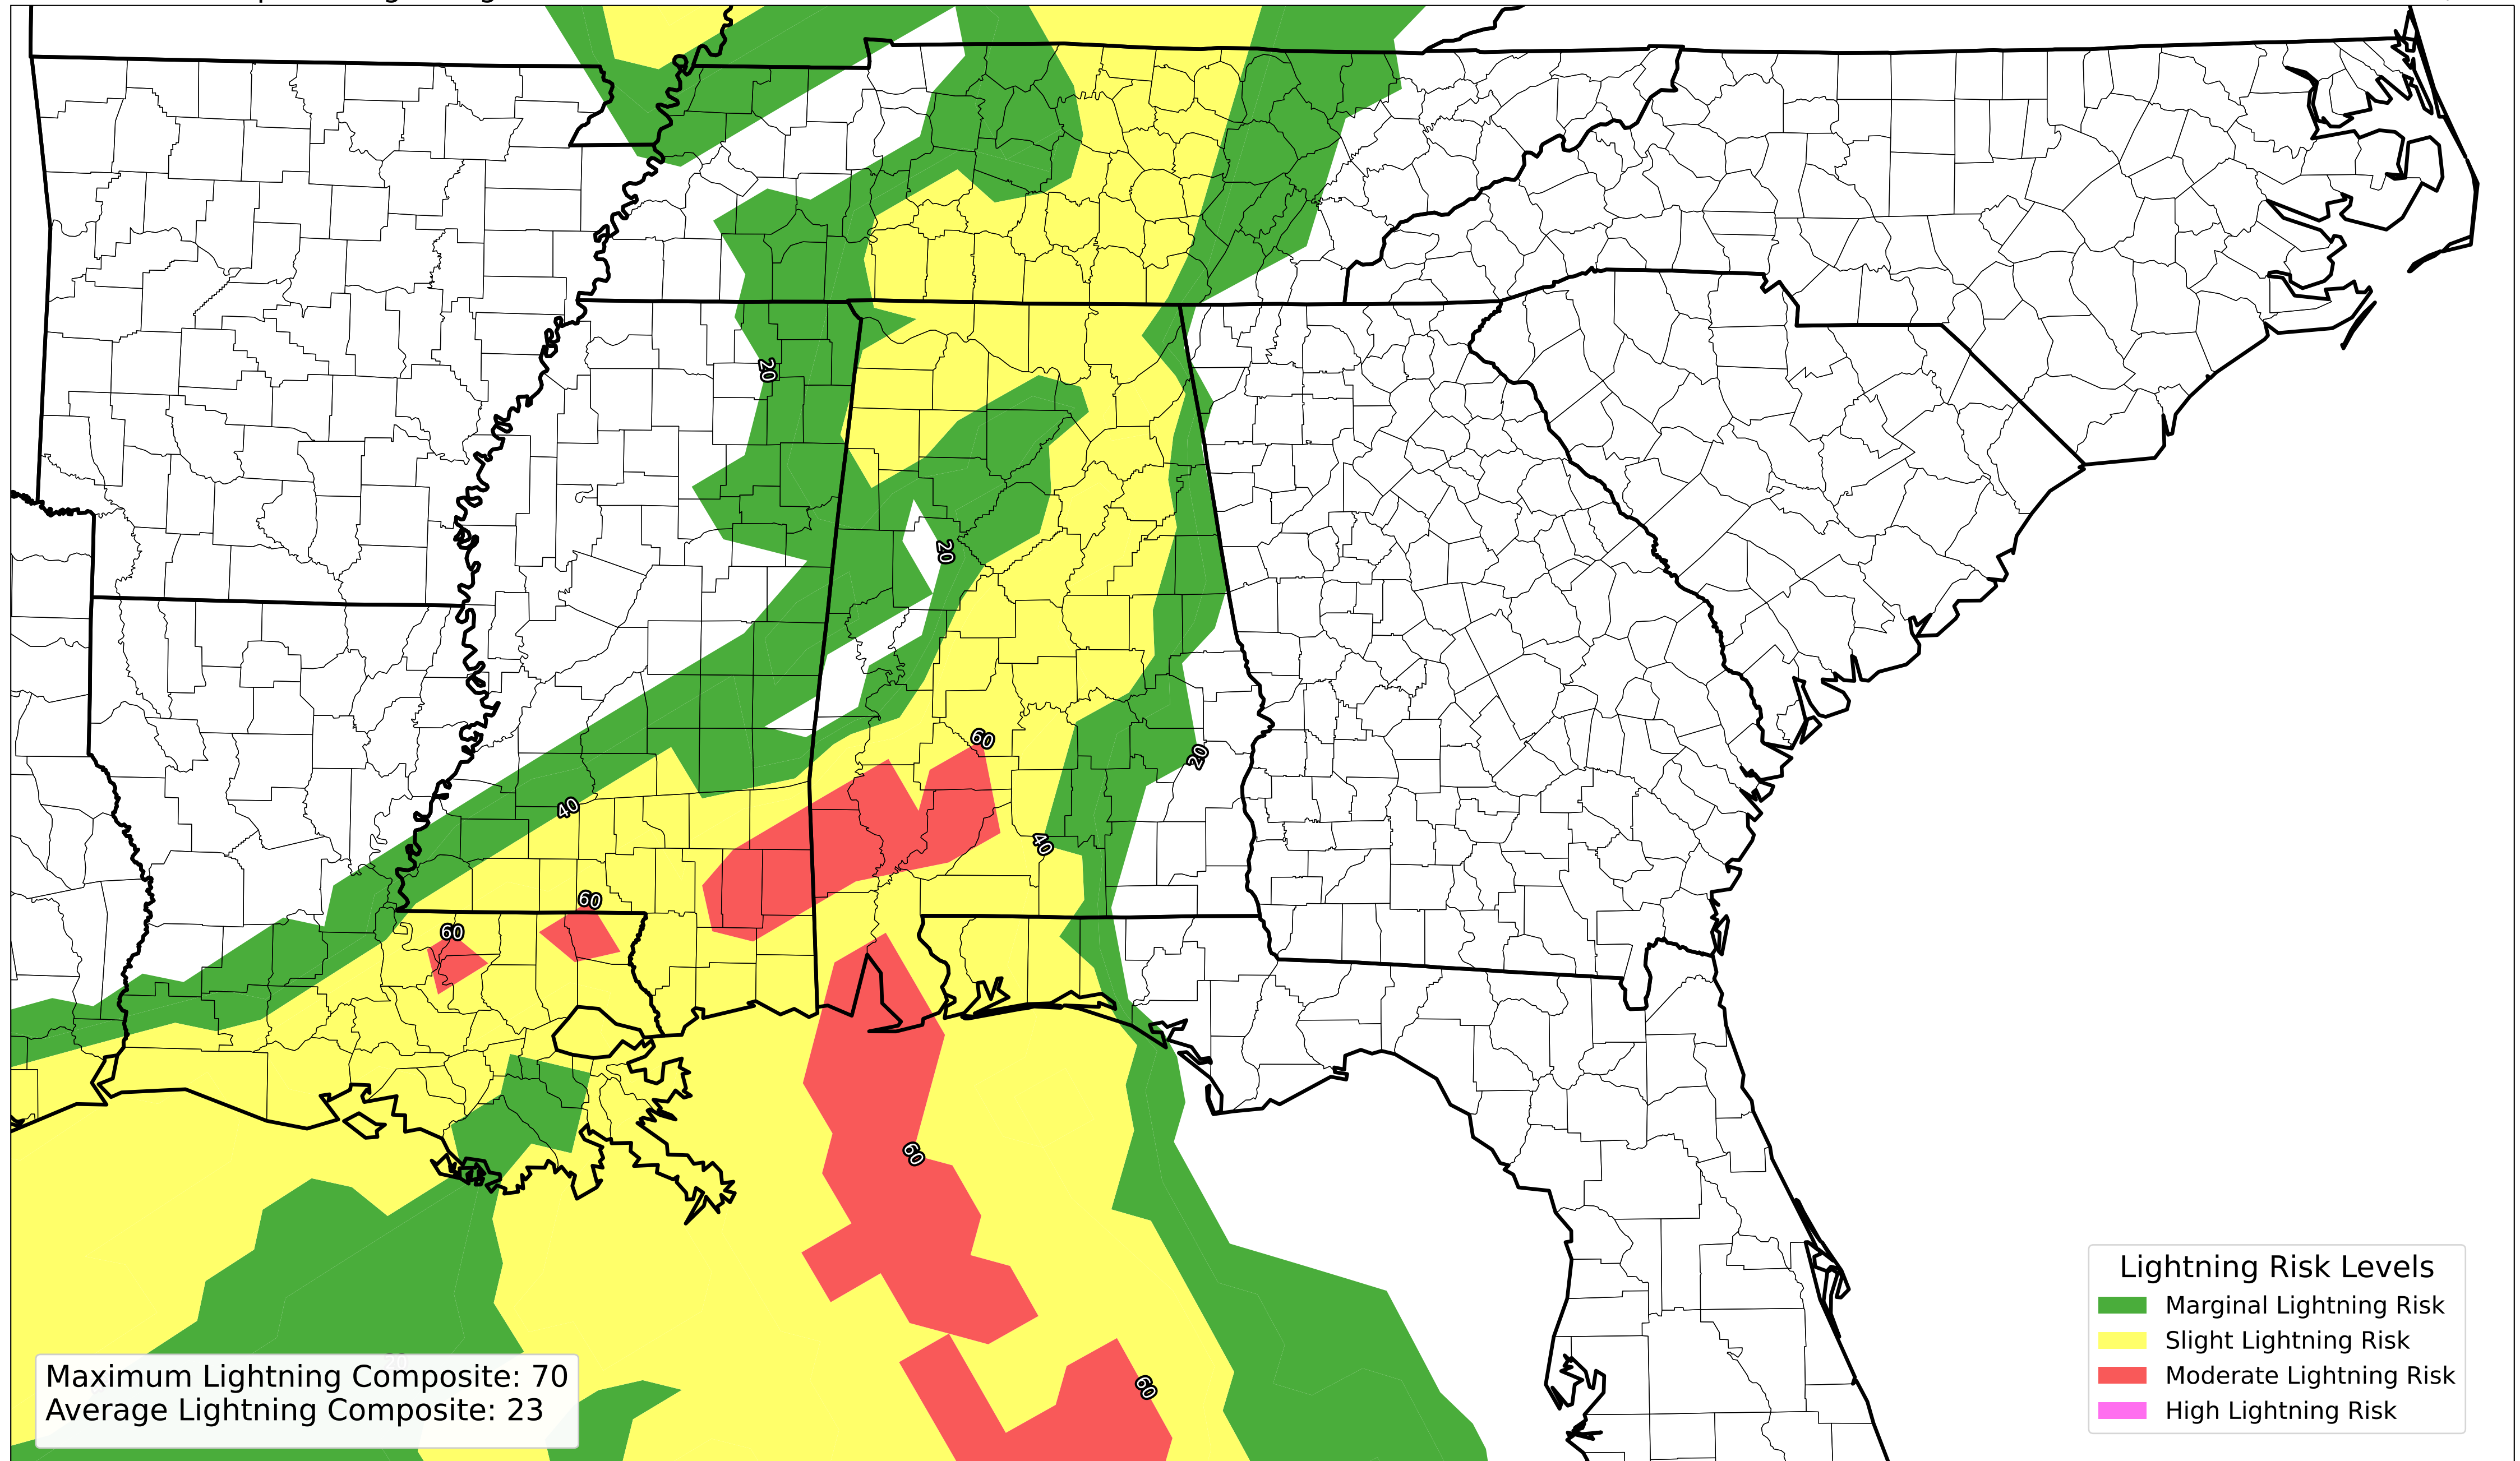 20
20
60
20
40
40
60
60
60
60
Lightning Risk Levels
Marginal Lightning Risk
Slight Lightning Risk
Moderate Lightning Risk
High Lightning Risk
Maximum Lightning Composite: 70
Average Lightning Composite: 23